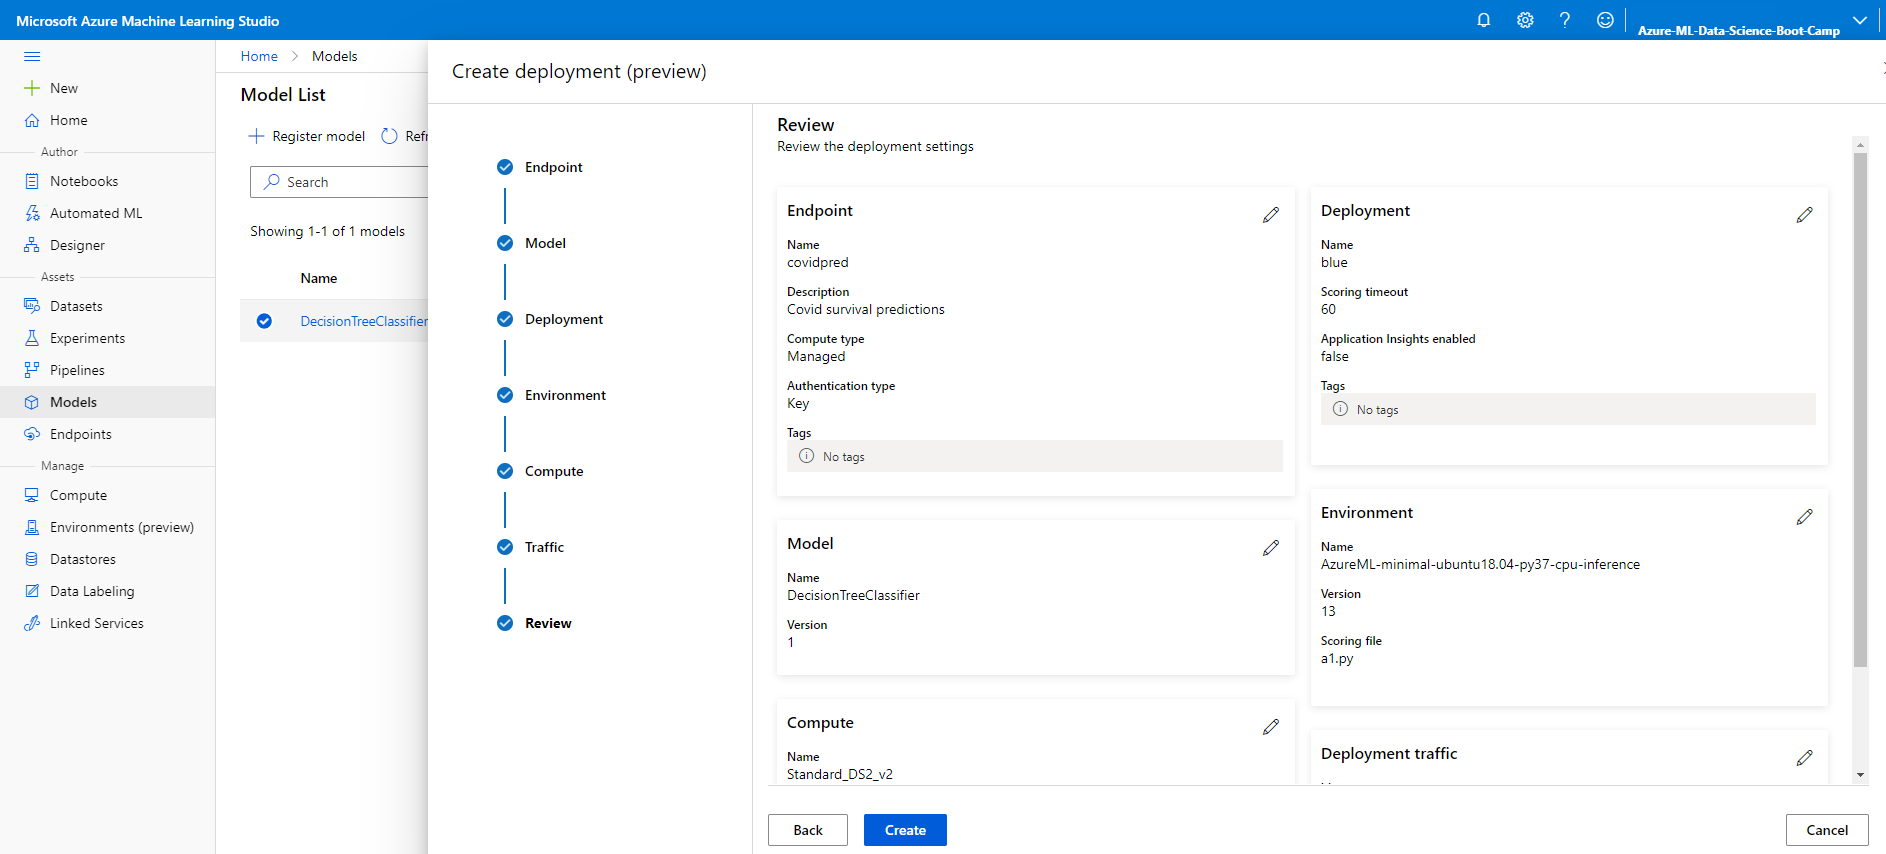 Microsoft Azure Machine Learning Studio
Azure-ML-Data-Science-Boot-Camp
New
Home
Author
Notebooks
Automated ML
Designer
Assets
Datasets
Experiments
Pipelines
Models
Endpoints
Manage
Compute
Environments (preview)
Datastores
Data Labeling
Linked Services
Home > Models
Model List
Register model
Search
Showing 1-1 of 1 models
Name
DecisionTreeClassifier
Create deployment (preview)
Endpoint
Model
Deployment
Environment
Compute
Traffic
Review
Review
Review the deployment settings
Endpoint
Name
covidpred
Description
Covid survival predictions
Compute type
Managed
Authentication type
Key
Tags
No tags
Model
Name
DecisionTreeClassifier
Version
1
Compute
Name
Standard_DS2_v2
Deployment
Name
blue
Scoring timeout
60
Application Insights enabled
false
Tags
No tags
Environment
Name
AzureML-minimal-ubuntu18.04-py37-cpu-inference
Version
13
Scoring file
a1.py
Deployment traffic
Back
Create
Cancel